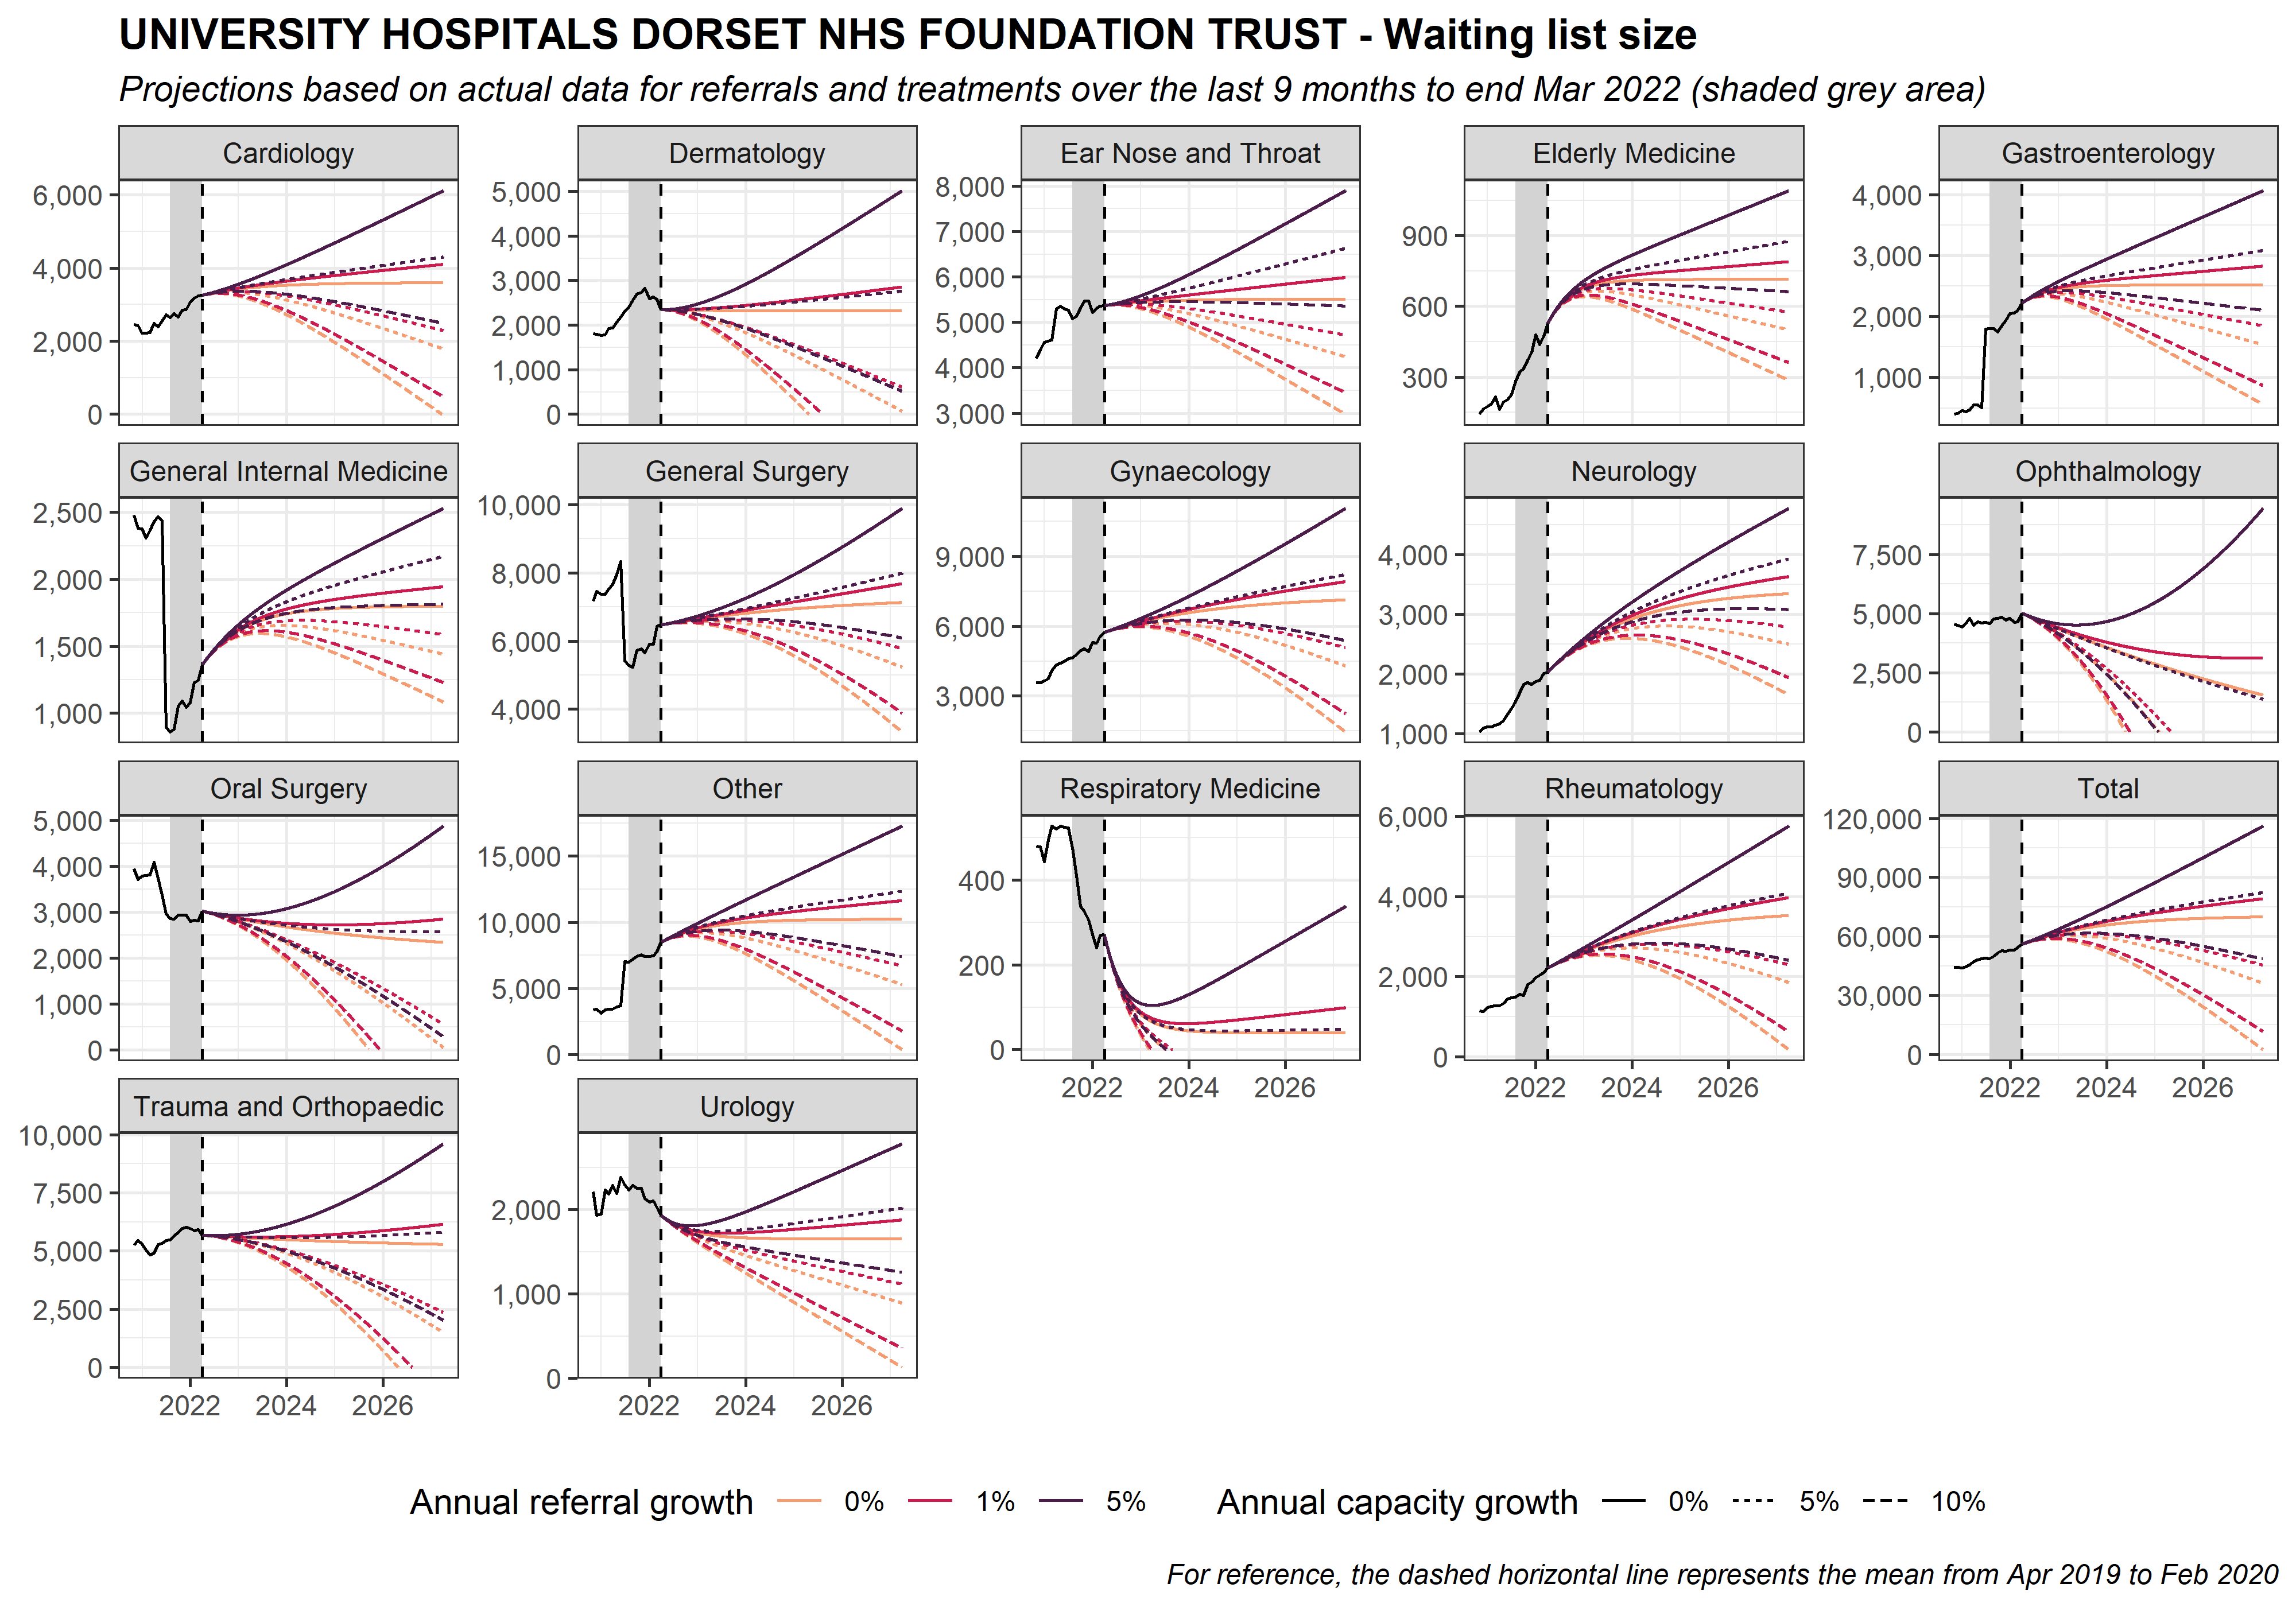 UNIVERSITY HOSPITALS DORSET NHS FOUNDATION TRUST - Waiting list size
Projections based on actual data for referrals and treatments over the last 9 months to end Mar 2022 (shaded grey area)
Cardiology
6,000
4,000
2,000
0
Dermatology
5,000
4,000
3,000
2,000
1,000
0
Ear Nose and Throat
8,000
7,000
6,000
5,000
4,000
3,000
Elderly Medicine
900
600
300
Gastroenterology
4,000
3,000
2,000
1,000
General Internal Medicine
2,500
2,000
1,500
1,000
General Surgery
10,000
8,000
6,000
4,000
Gynaecology
9,000
6,000
3,000
Neurology
4,000
3,000
2,000
1,000
Ophthalmology
7,500
5,000
2,500
0
Oral Surgery
5,000
4,000
3,000
2,000
1,000
0
Other
15,000
10,000
5,000
0
Respiratory Medicine
400
200
0
2022 2024 2026
Rheumatology
6,000
4,000
2,000
0
2022 2024 2026
Total
120,000
90,000
60,000
30,000
0
2022 2024 2026
Trauma and Orthopaedic
10,000
7,500
5,000
2,500
0
2022 2024 2026
Urology
2,000
1,000
0
2022 2024 2026
Annual referral growth 0% 1% 5% Annual capacity growth 0% 5% 10%
For reference, the dashed horizontal line represents the mean from Apr 2019 to Feb 2020